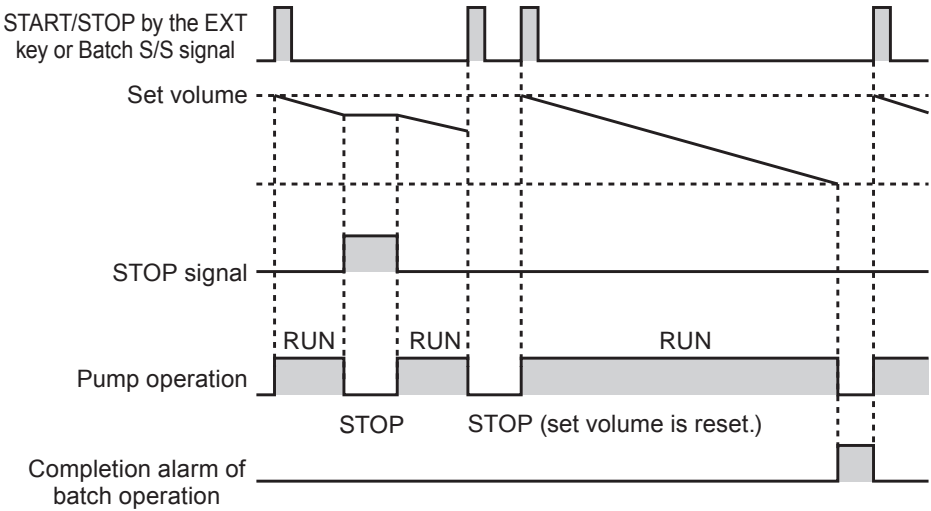 START/STOP by the EXT
key or Batch S/S signal
Set volume
STOP signal
RUN RUN RUN
Pump operation
STOP STOP (set volume is reset.)
Completion alarm of
batch operation